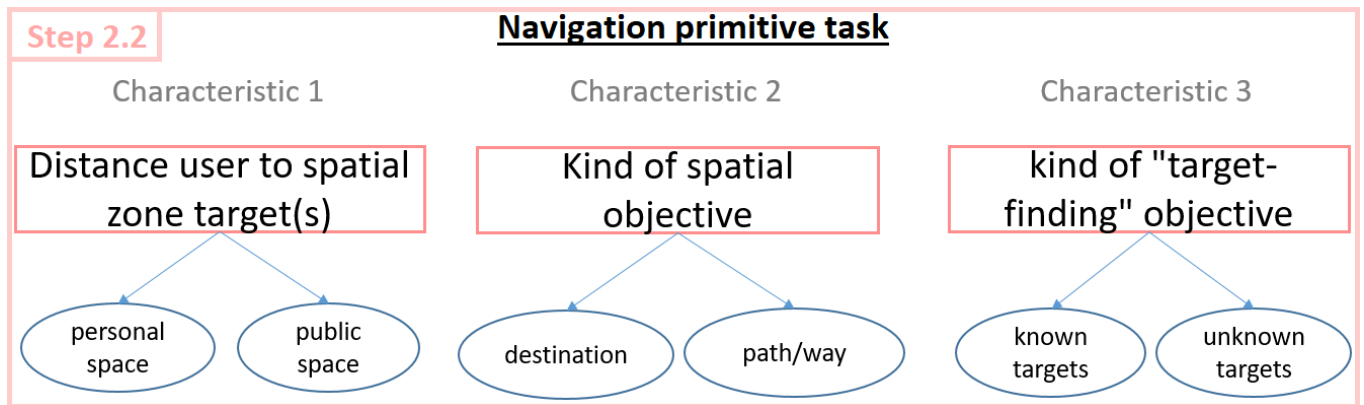 Step 2.2
Navigation primitive task
Characteristic 1
Characteristic 2
Characteristic 3
Distance user to spatial
zone target(s)
Kind of spatial
objective
kind of "target-
finding" objective
personal
space
public
space
destination
path/way
known
targets
unknown
targets